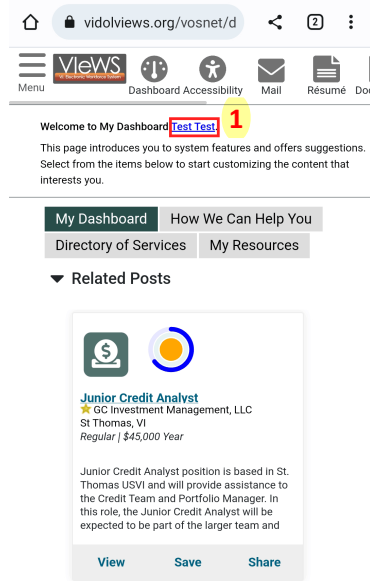 vidolviews.org/vosnet/d
2
Menu
VIeWS
VI. Electronic Workforce System
Dashboard
Accessibility
Mail
Résumé
Doc
Welcome to My Dashboard Test Test.
1
This page introduces you to system features and offers suggestions.
Select from the items below to start customizing the content that
interests you.
My Dashboard
How We Can Help You
Directory of Services
My Resources
Related Posts
$
Junior Credit Analyst
GC Investment Management, LLC
St Thomas, VI
Regular | $45,000 Year
Junior Credit Analyst position is based in St.
Thomas USVI and will provide assistance to
the Credit Team and Portfolio Manager. In
this role, the Junior Credit Analyst will be
expected to be part of the larger team and
View
Save
Share